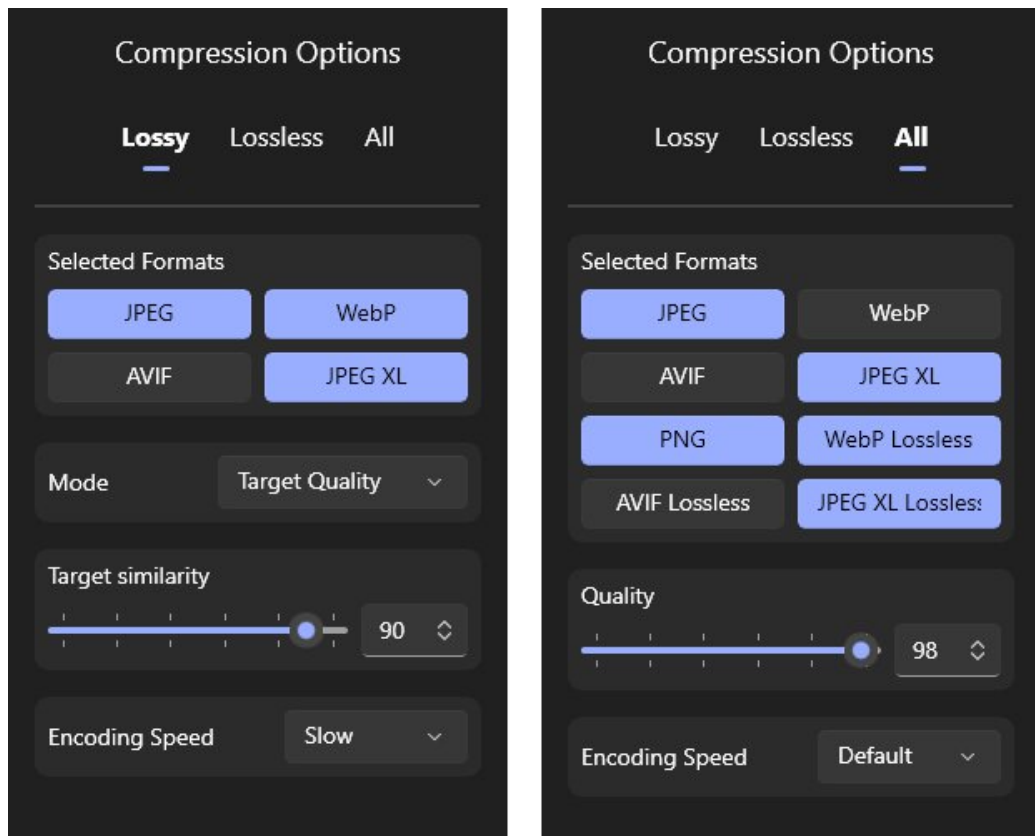 Compression Options
Lossy Lossless All
Selected Formats
JPEG WebP
AVIF JPEG XL
Mode Target Quality
Target similarity
90
Encoding Speed Slow
Compression Options
Lossy Lossless All
Selected Formats
JPEG WebP
AVIF JPEG XL
PNG WebP Lossless
AVIF Lossless JPEG XL Lossless
Quality
98
Encoding Speed Default